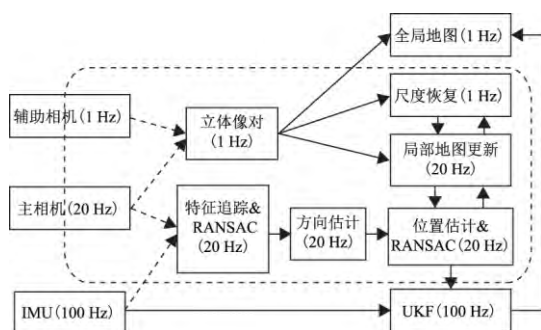 全局地图(1 Hz)
辅助相机(1 Hz)
立体像对
(1 Hz)
尺度恢复(1 Hz)
局部地图更新
(20 Hz)
主相机(20 Hz)
特征追踪&
RANSAC
(20 Hz)
方向估计
(20 Hz)
位置估计&
RANSAC(20 Hz)
IMU(100 Hz)
UKF(100 Hz)